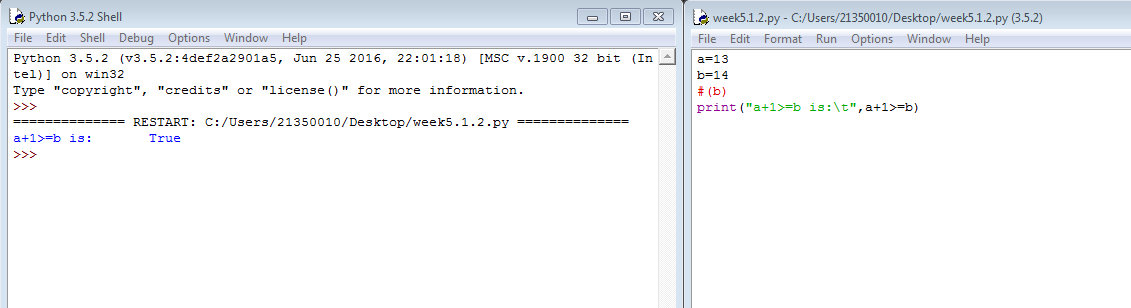 Python 3.5.2 Shell
File Edit Shell Debug Options Window Help
Python 3.5.2 (v3.5.2:4def2a2901a5, Jun 25 2016, 22:01:18) [MSC v.1900 32 bit (In
tel)] on win32
Type "copyright", "credits" or "license()" for more information.
>>>
============== RESTART: C:/Users/21350010/Desktop/week5.1.2.py ==============
a+1>=b is: True
>>>
week5.1.2.py - C:/Users/21350010/Desktop/week5.1.2.py (3.5.2)
File Edit Format Run Options Window Help
a=13
b=14
#(b)
print("a+1>=b is:\t",a+1>=b)